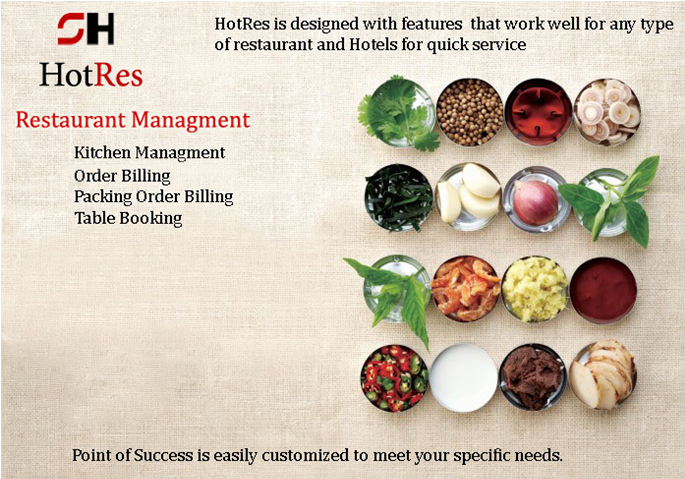 SH
HotRes
HotRes is designed with features that work well for any type
of restaurant and Hotels for quick service
Restaurant Managment
Kitchen Managment
Order Billing
Packing Order Billing
Table Booking
Point of Success is easily customized to meet your specific needs.